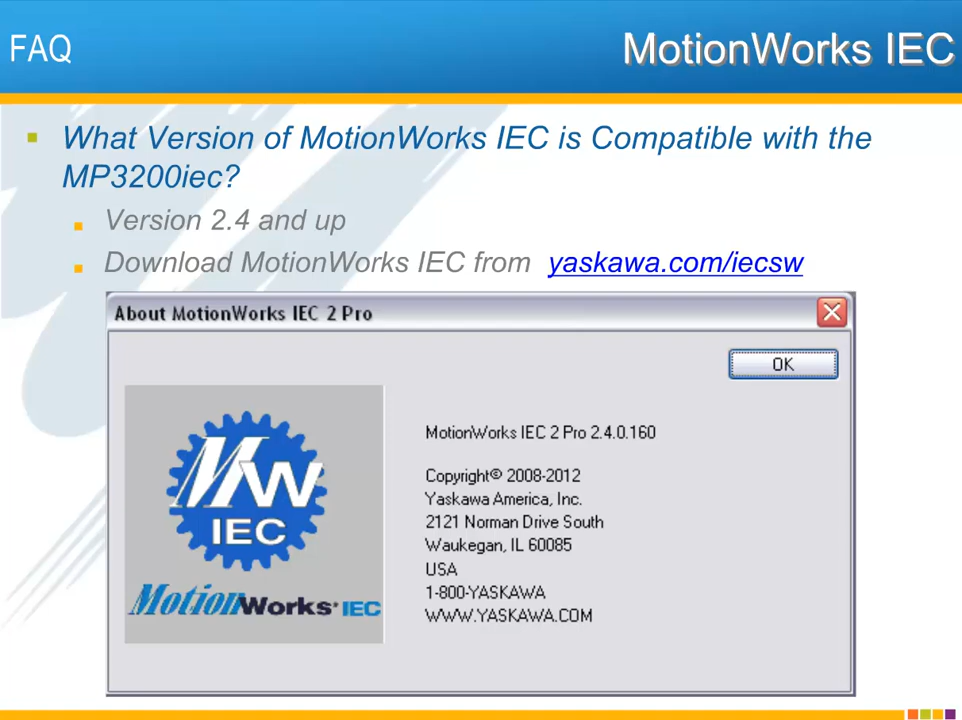 FAQ
MotionWorks IEC
What Version of MotionWorks IEC is Compatible with the
MP3200iec?
Version 2.4 and up
Download MotionWorks IEC from yaskawa.com/iecsw
About MotionWorks IEC 2 Pro
OK
MotionWorks IEC 2 Pro 2.4.0.160
Copyright© 2008-2012
Yaskawa America, Inc.
2121 Norman Drive South
Waukegan, IL 60085
USA
1-800-YASKAWA
WWW.YASKAWA.COM
MW
IEC
MotionWorks® IEC